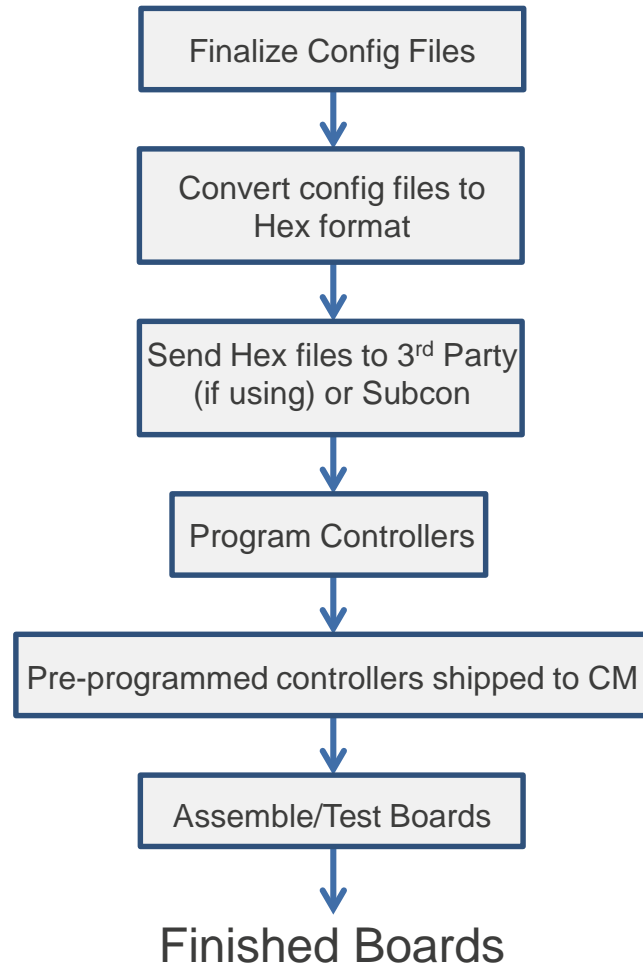 Finalize Config Files
Convert config files to
Hex format
Send Hex files to 3rd Party
(if using) or Subcon
Program Controllers
Pre-programmed controllers shipped to CM
Assemble/Test Boards
Finished Boards